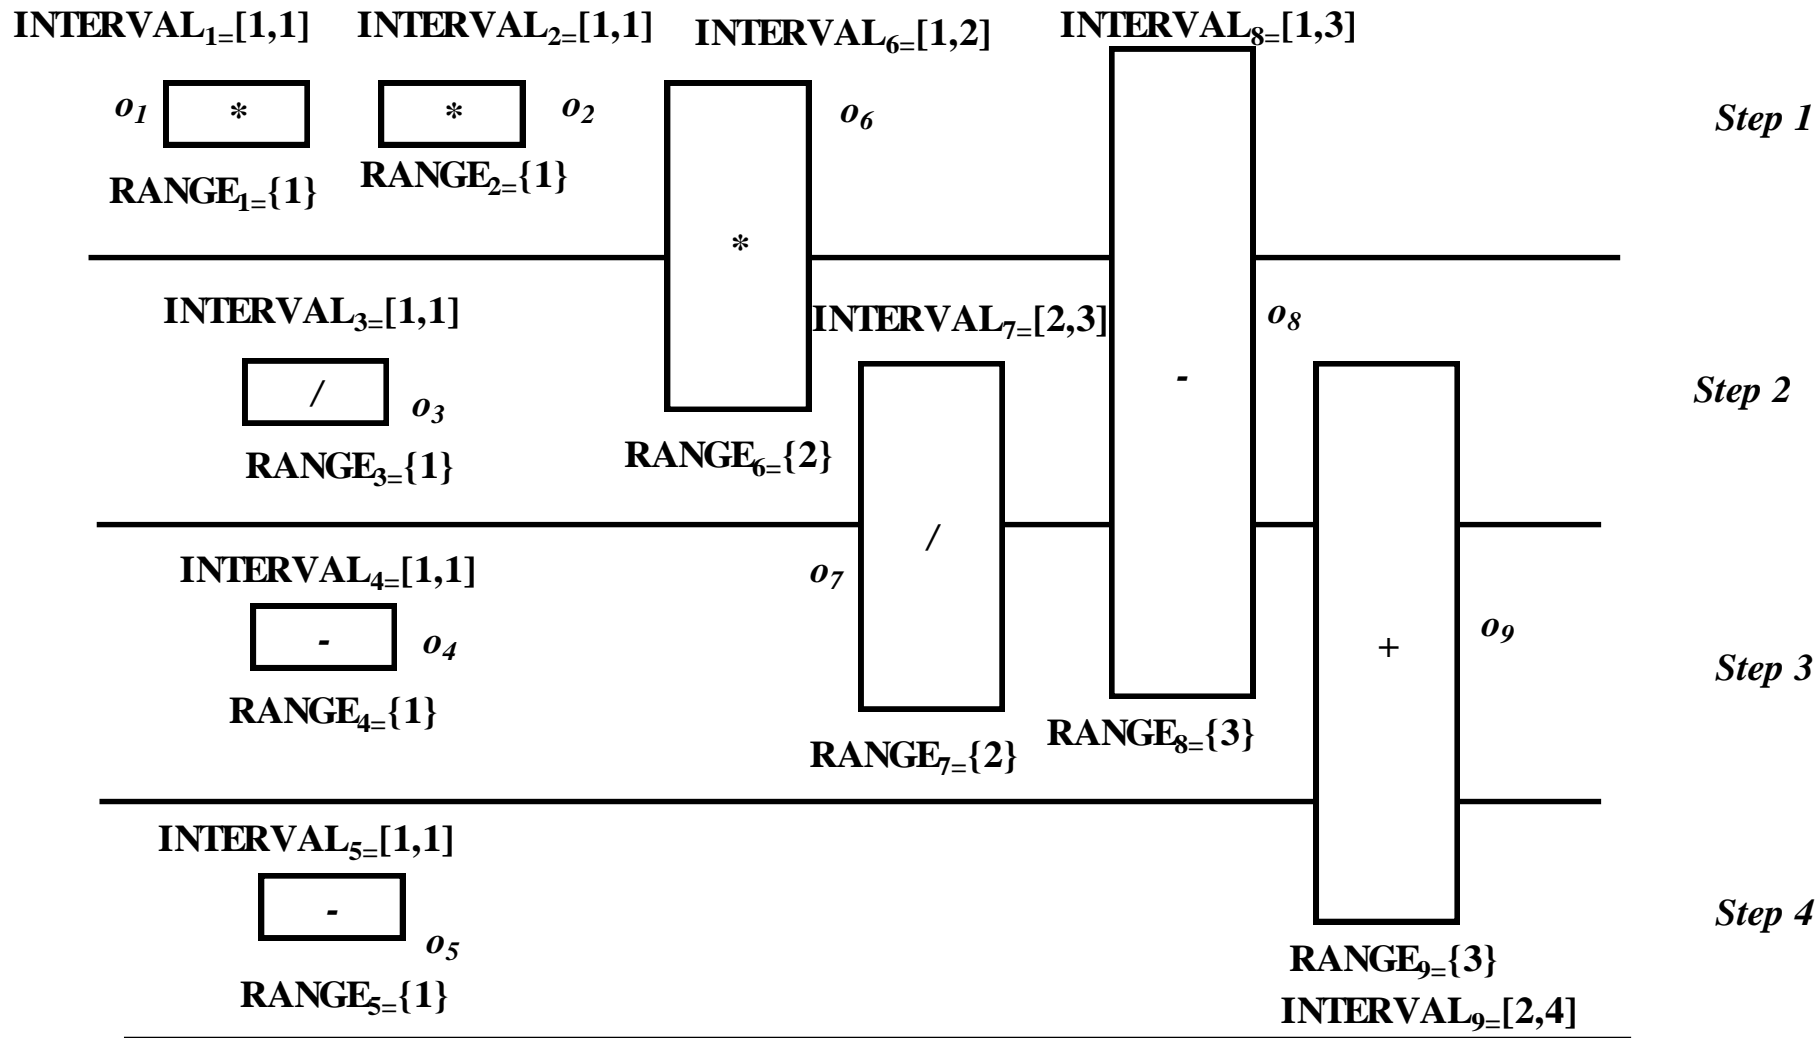 INTERVAL1=[1,1] INTERVAL2=[1,1] INTERVAL6=[1,2] INTERVAL8=[1,3]
o1 * * o2 o6 Step 1
RANGE1={1} RANGE2={1}
*
INTERVAL3=[1,1] INTERVAL7=[2,3] o8
/ o3 - Step 2
RANGE3={1} RANGE6={2}
/
INTERVAL4=[1,1] o7
- o4 + o9 Step 3
RANGE4={1} RANGE7={2} RANGE8={3}
INTERVAL5=[1,1]
- o5 Step 4
RANGE5={1} RANGE9={3}
INTERVAL9=[2,4]